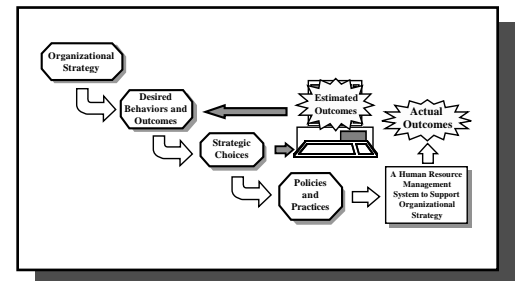 Organizational
Strategy
Desired
Behaviors and
Outcomes
Estimated
Outcomes
Actual
Outcomes
Strategic
Choices
Policies
and
Practices
A Human Resource
Management
System to Support
Organizational
Strategy